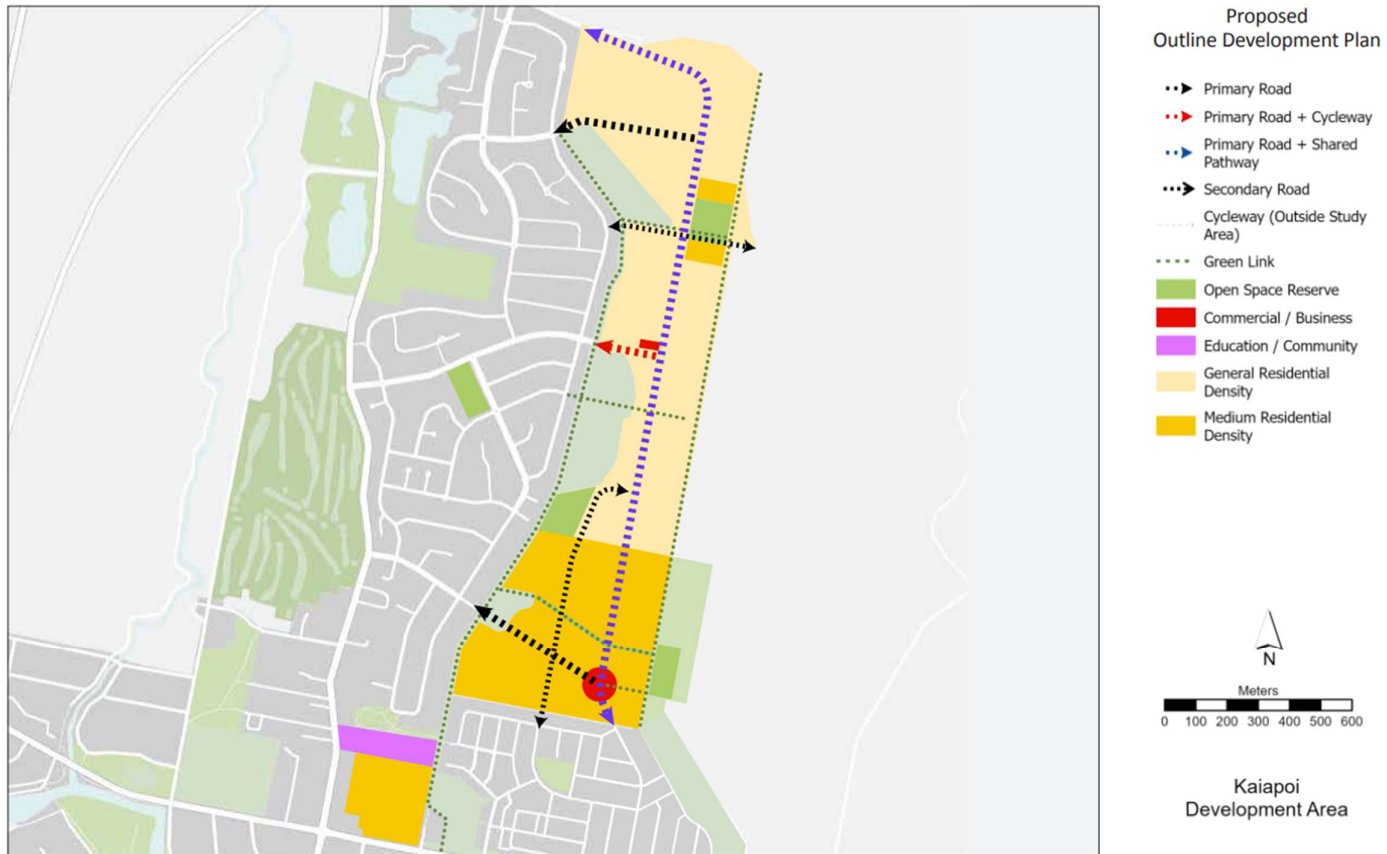 Proposed
Outline Development Plan
Primary Road
Primary Road + Cycleway
Primary Road + Shared
Pathway
Secondary Road
Cycleway (Outside Study
Area)
Green Link
Open Space Reserve
Commercial / Business
Education / Community
General Residential
Density
Medium Residential
Density
N
Meters
0 100 200 300 400 500 600
Kaiapoi
Development Area